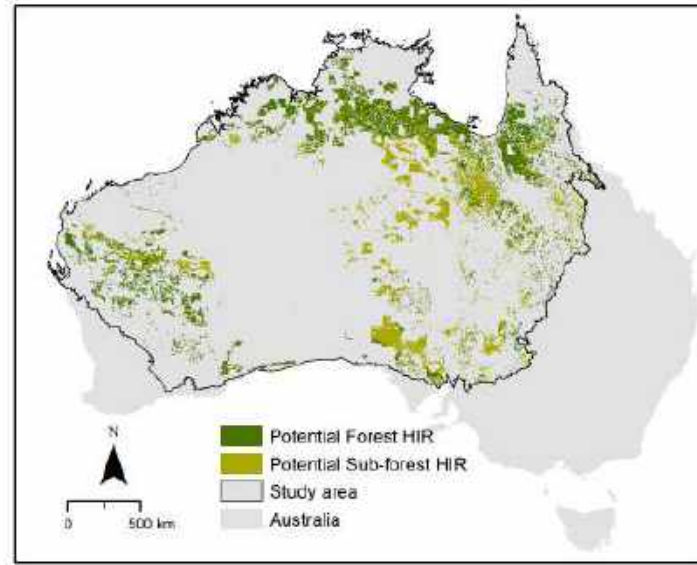 Potential Forest HIR
Potential Sub-forest HIR
Study area
Australia
N
0 500 km